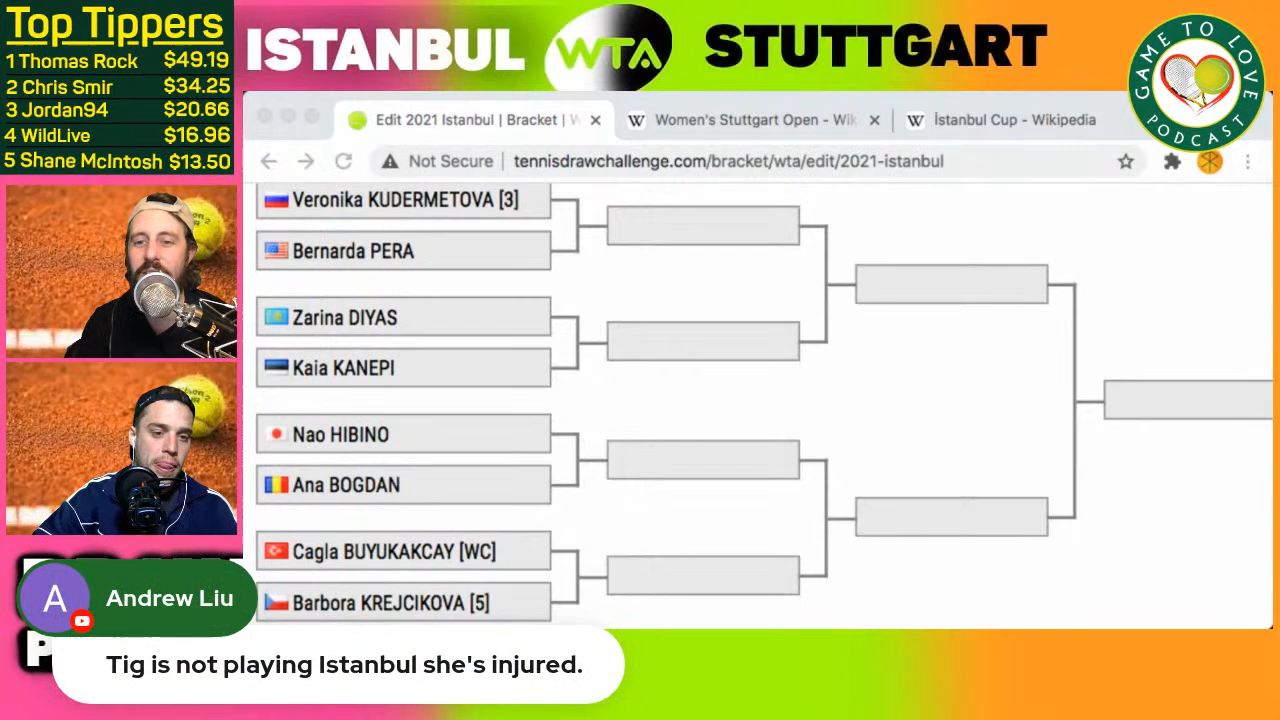 Top Tippers
1 Thomas Rock $49.19
2 Chris Smir $34.25
3 Jordan94 $20.66
4 WildLive $16.96
5 Shane McIntosh $13.50
ISTANBUL WTA STUTTGART
GAME TO LOVE
PODCAST
Edit 2021 Istanbul | Bracket | W
Women's Stuttgart Open - Wik
İstanbul Cup - Wikipedia
Not Secure | tennisdrawchallenge.com/bracket/wta/edit/2021-istanbul
Veronika KUDERMETOVA [3]
Bernarda PERA
Zarina DIYAS
Kaia KANEPI
Nao HIBINO
Ana BOGDAN
Cagla BUYUKAKCAY [WC]
Barbora KREJCIKOVA [5]
A Andrew Liu
Tig is not playing Istanbul she's injured.